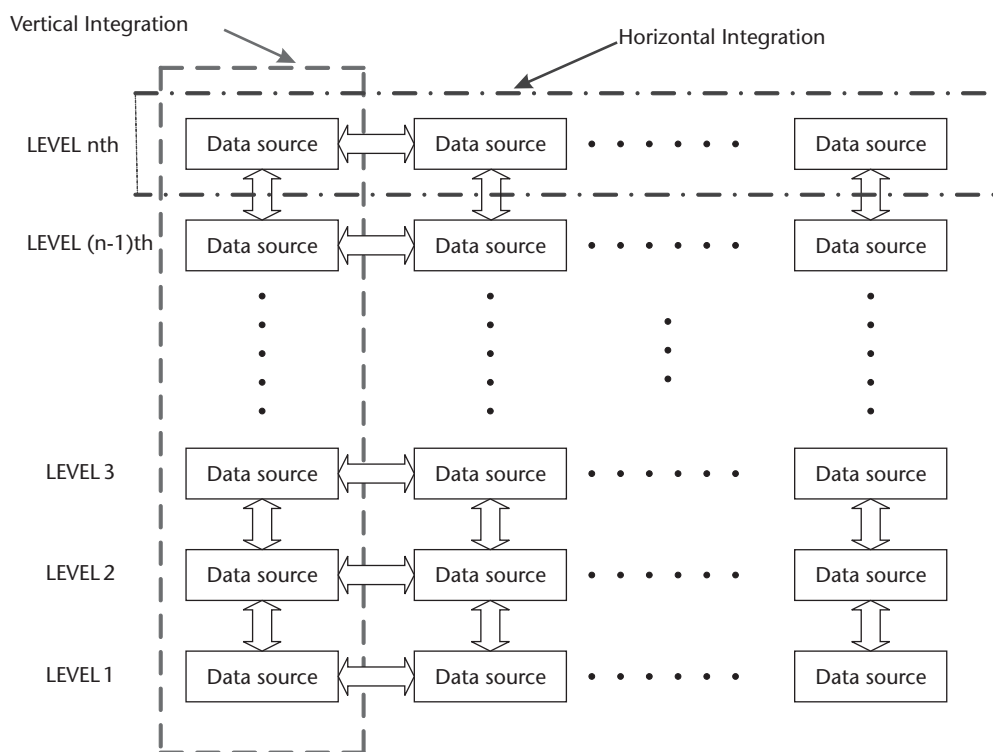 Vertical Integration
Horizontal Integration
LEVEL nth
Data source
Data source
Data source
LEVEL (n-1)th
Data source
Data source
Data source
LEVEL 3
Data source
Data source
Data source
LEVEL 2
Data source
Data source
Data source
LEVEL 1
Data source
Data source
Data source